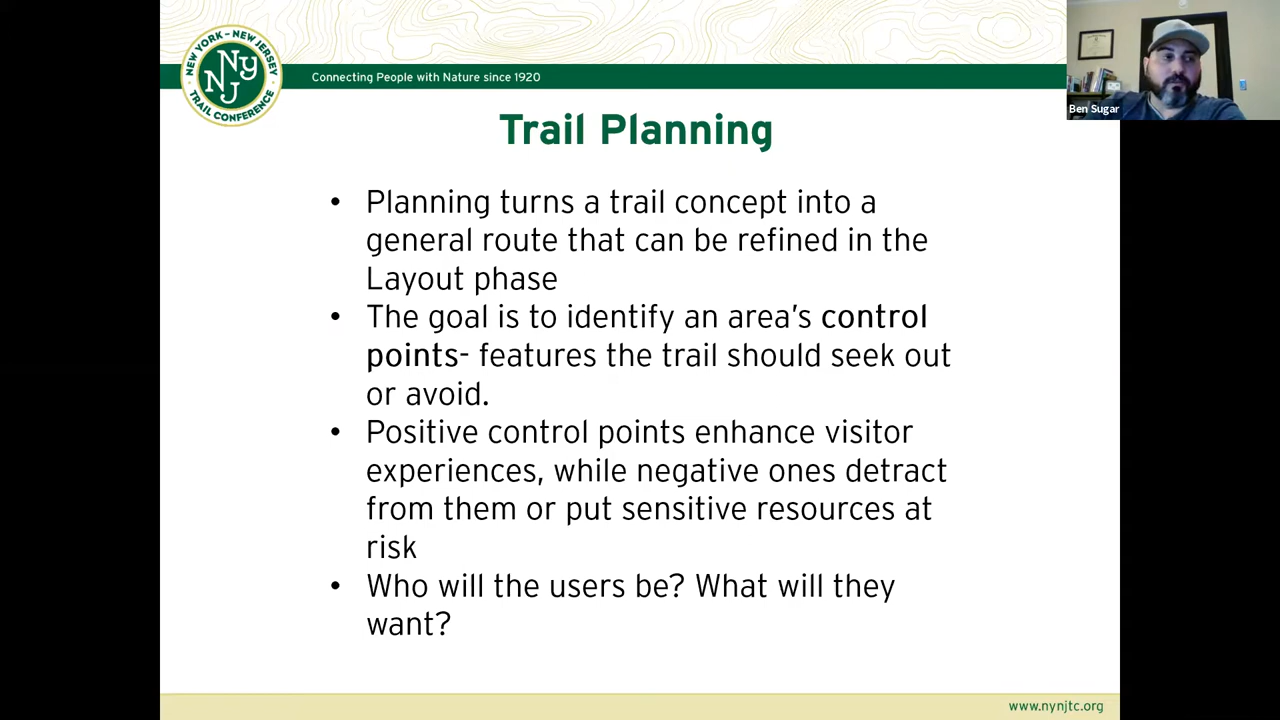 NEW YORK - NEW JERSEY
NY
NJ
TRAIL CONFERENCE
Connecting People with Nature since 1920
Ben Sugar
Trail Planning
• Planning turns a trail concept into a
general route that can be refined in the
Layout phase
• The goal is to identify an area's control
points- features the trail should seek out
or avoid.
• Positive control points enhance visitor
experiences, while negative ones detract
from them or put sensitive resources at
risk
• Who will the users be? What will they
want?
www.nynjtc.org